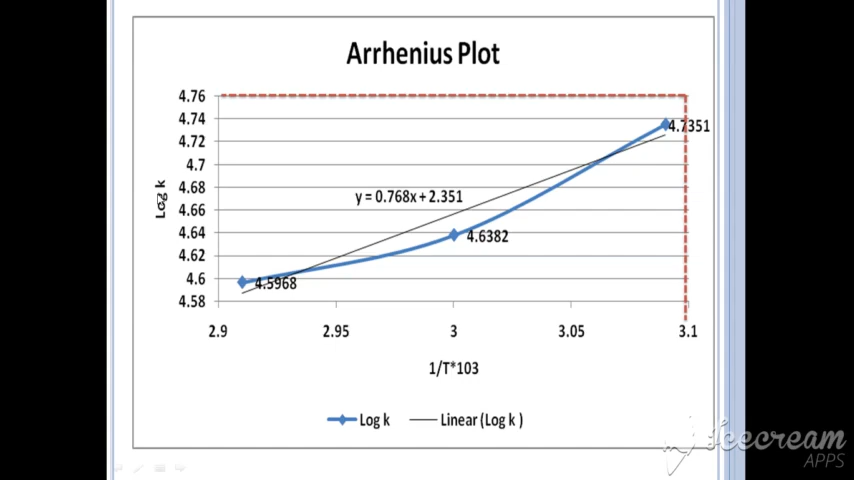 Arrhenius Plot
4.76
4.74
4.72
4.7
4.68
4.66
4.64
4.62
4.6
4.58
Log k
4.7351
y = 0.768x + 2.351
4.6382
4.5968
2.9 2.95 3 3.05 3.1
1/T*103
Log k Linear (Log k )
Icecream
APPS